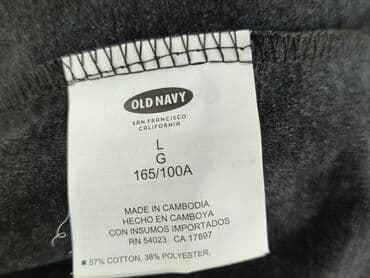 OLD NAVY
SAN FRANCISCO
CALIFORNIA
L
G
165/100A
MADE IN CAMBODIA
HECHO EN CAMBOYA
CON INSUMOS IMPORTADOS
RN 54023 CA 17897
57% COTTON, 38% POLYESTER,